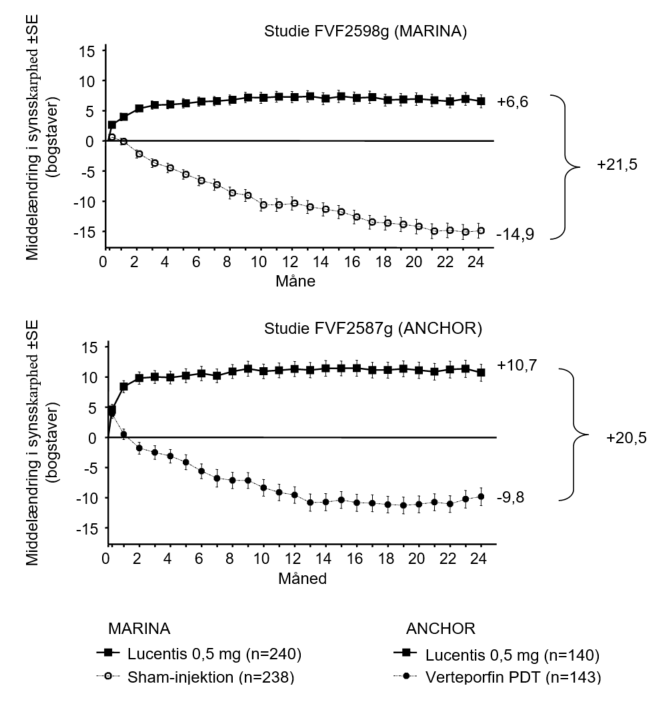 Studie FVF2598g (MARINA)
Middelændring i synsskarphed ±SE
(bogstaver)
15
10
5
0
-5
-10
-15
+6,6
+21,5
-14,9
0 2 4 6 8 10 12 14 16 18 20 22 24
Måne
Studie FVF2587g (ANCHOR)
Middelændring i synsskarphed ±SE
(bogstaver)
15
10
5
0
-5
-10
-15
+10,7
+20,5
-9,8
0 2 4 6 8 10 12 14 16 18 20 22 24
Måned
MARINA
Lucentis 0,5 mg (n=240)
Sham-injektion (n=238)
ANCHOR
Lucentis 0,5 mg (n=140)
Verteporfin PDT (n=143)